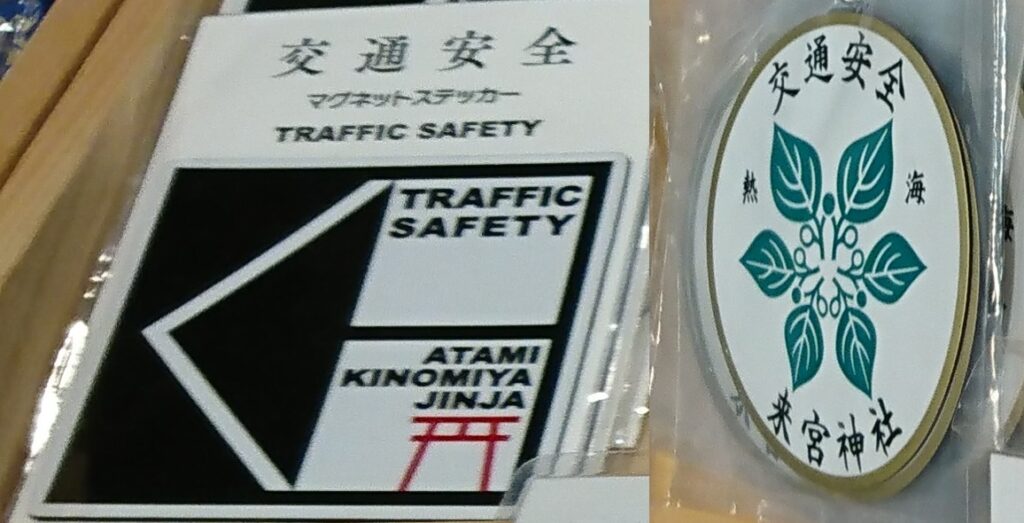 交通安全
マグネットステッカー
TRAFFIC SAFETY
TRAFFIC
SAFETY
ATAMI
KINOMIYA
JINJA
交通安全
熱海
来宮神社